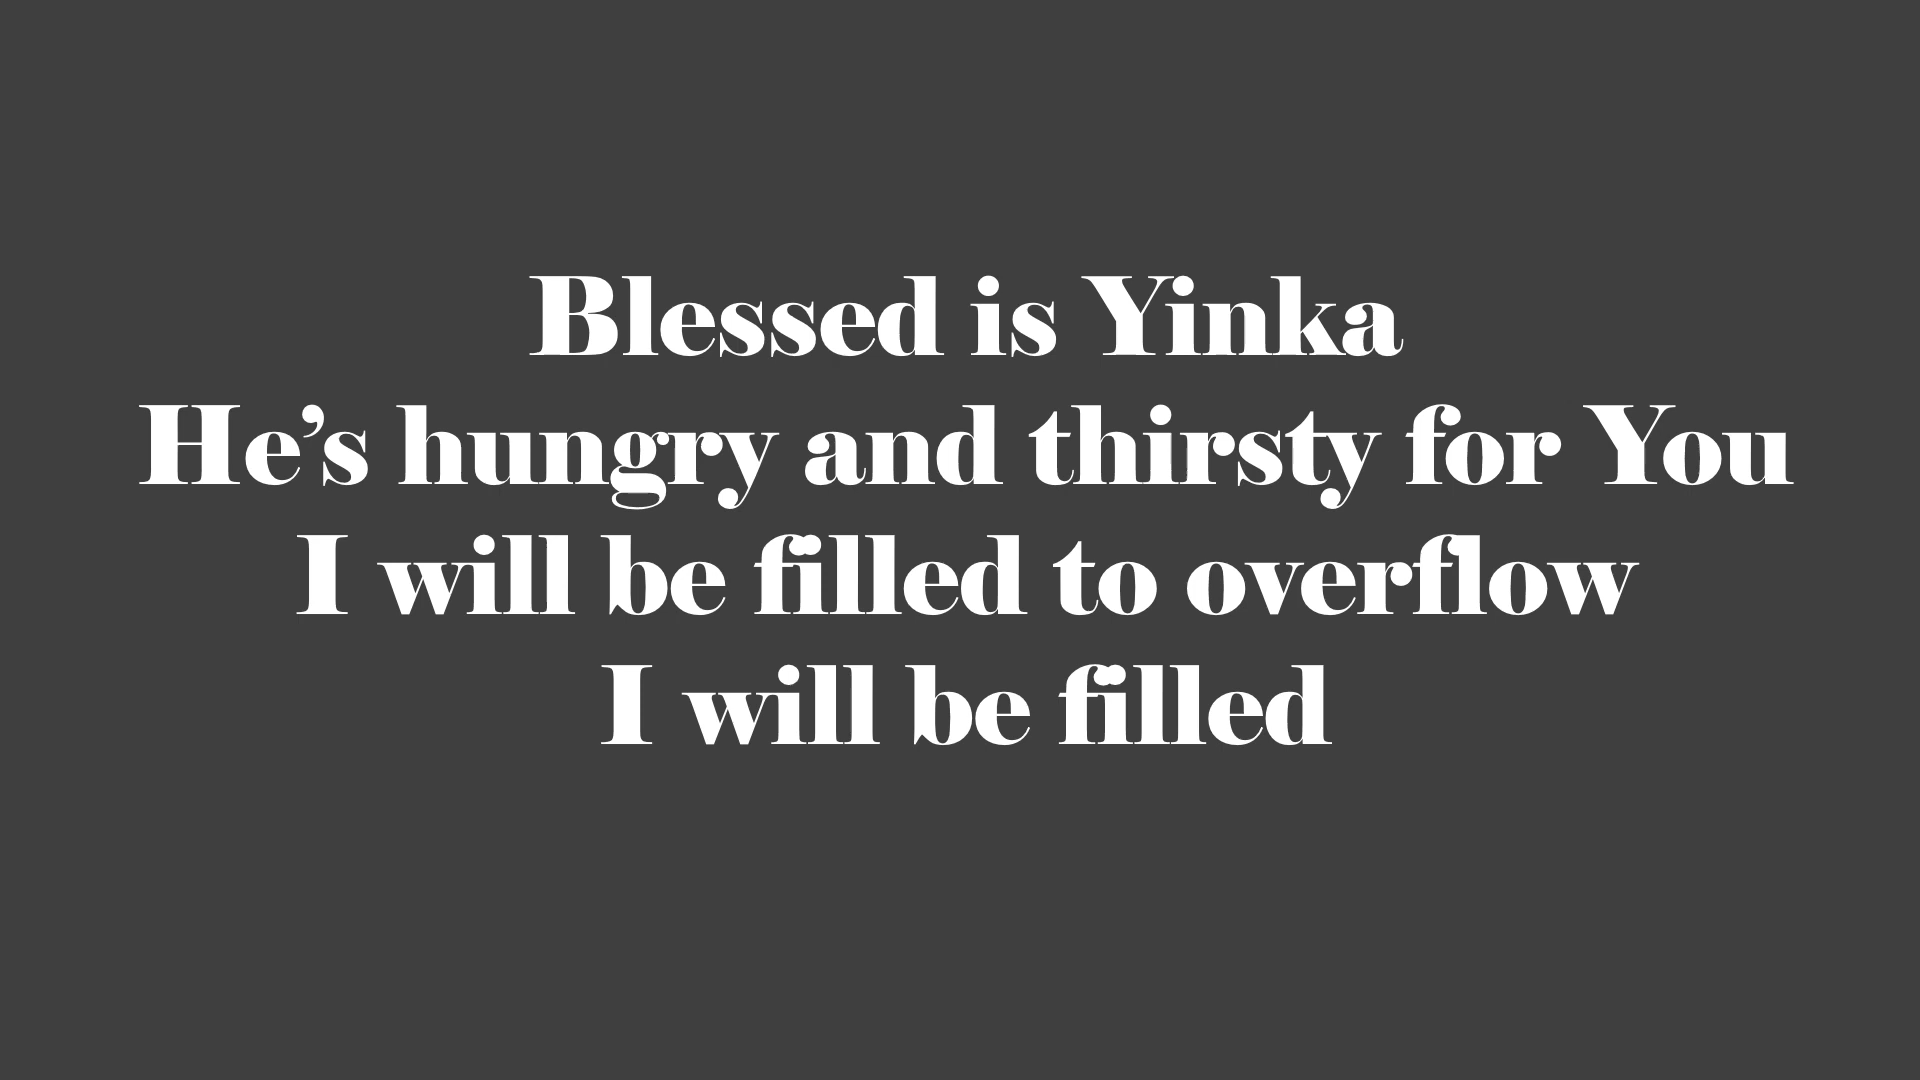 Blessed is Yinka
He’s hungry and thirsty for You
I will be filled to overflow
I will be filled